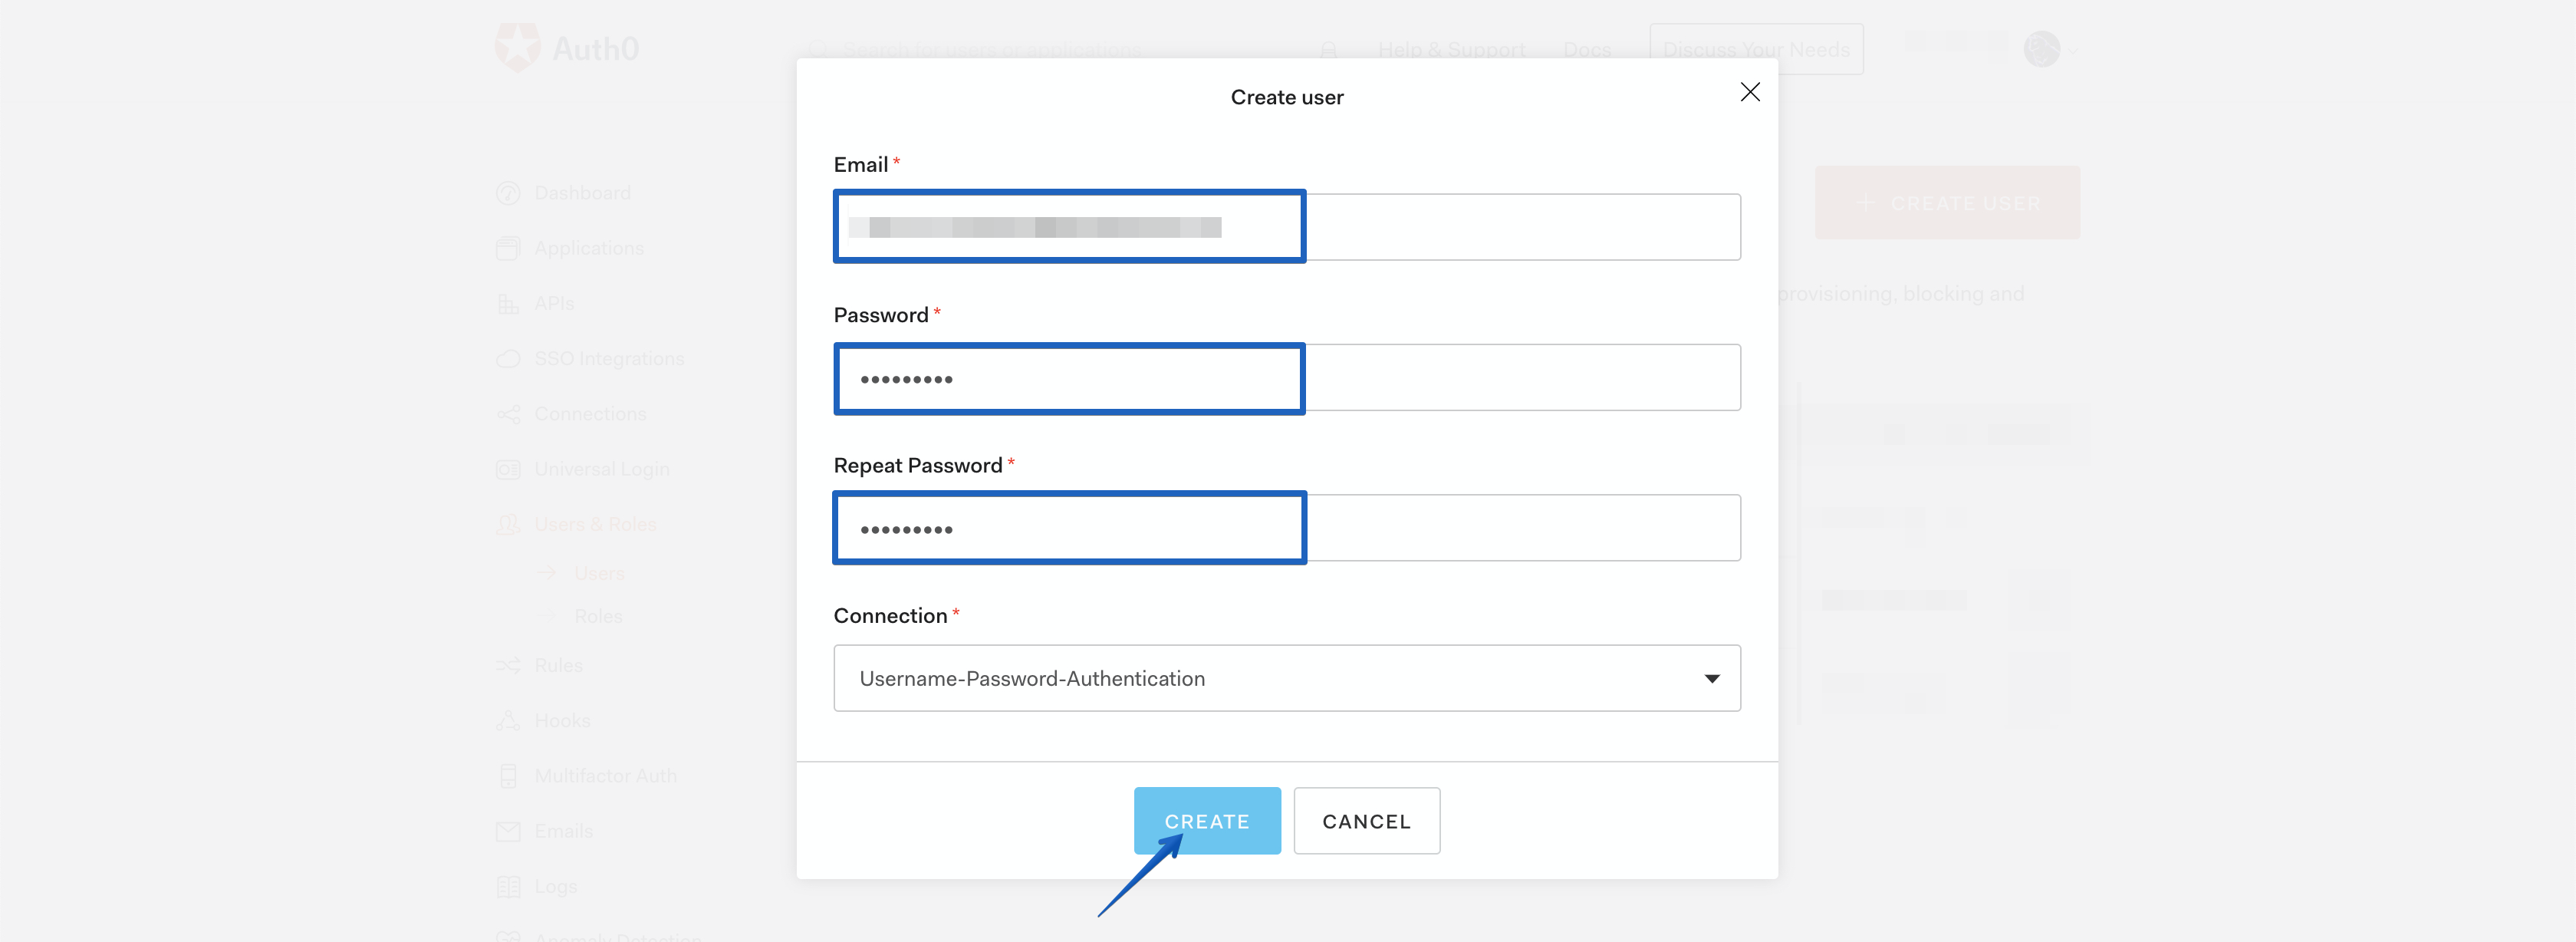 Auth0
Search for users or applications
Help & Support
Docs
Discuss Your Needs
Create user
Email *
Password *
•••••••••
Repeat Password *
•••••••••
Connection *
Username-Password-Authentication
CREATE
CANCEL
Dashboard
Applications
APIs
SSO Integrations
Connections
Universal Login
Users & Roles
Users
Roles
Rules
Hooks
Multifactor Auth
Emails
Logs
Anomaly Detection
+ CREATE USER
provisioning, blocking and